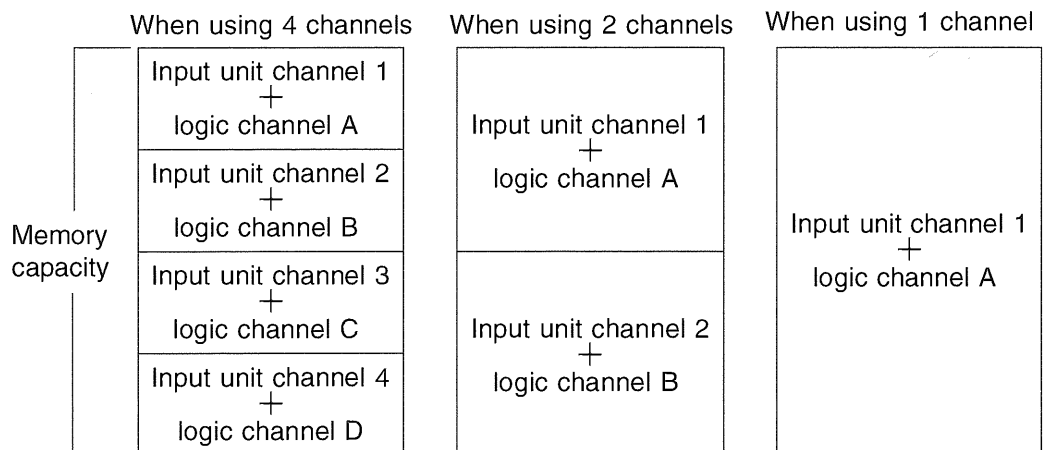 When using 4 channels
When using 2 channels
When using 1 channel
Memory
capacity
Input unit channel 1
+
logic channel A
Input unit channel 2
+
logic channel B
Input unit channel 3
+
logic channel C
Input unit channel 4
+
logic channel D
Input unit channel 1
+
logic channel A
Input unit channel 2
+
logic channel B
Input unit channel 1
+
logic channel A